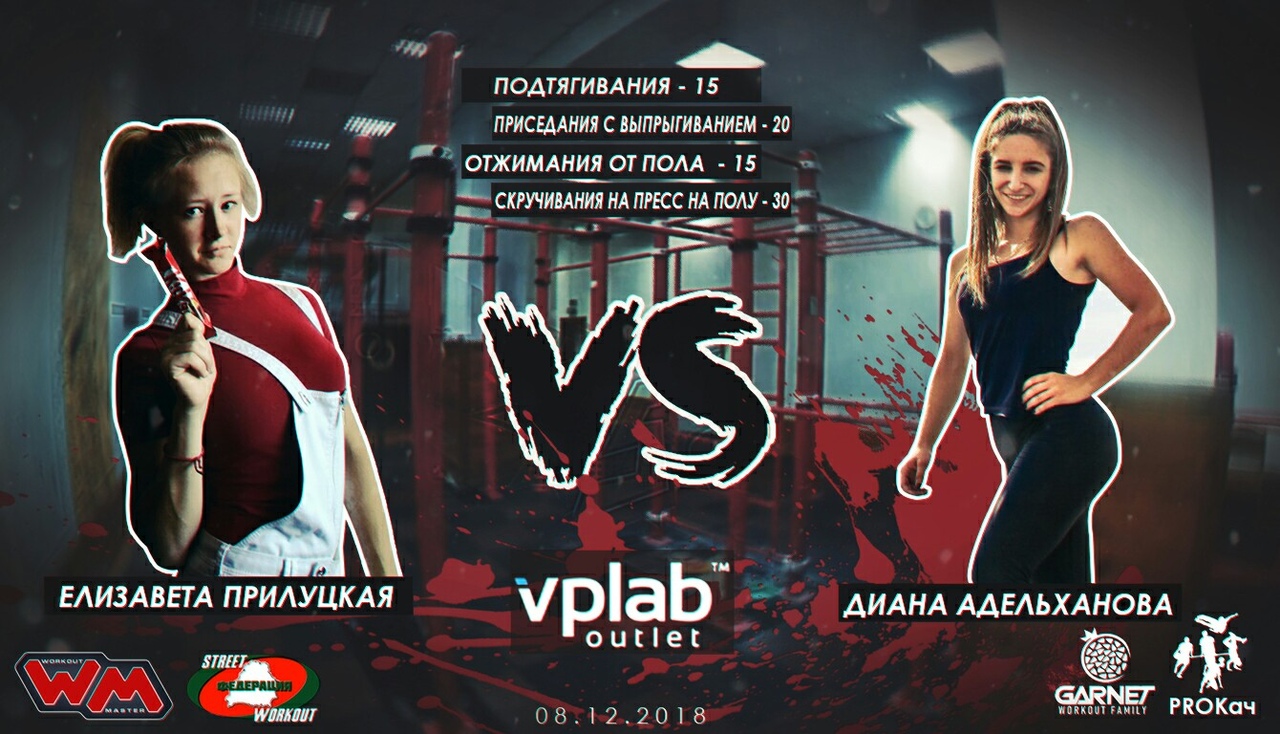 ПОДТЯГИВАНИЯ - 15
ПРИСЕДАНИЯ С ВЫПРЫГИВАНИЕМ - 20
ОТЖИМАНИЯ ОТ ПОЛА - 15
СКРУЧИВАНИЯ НА ПРЕСС НА ПОЛУ - 30
VS
ЕЛИЗАВЕТА ПРИЛУЦКАЯ
vplab™
outlet
ДИАНА АДЕЛЬХАНОВА
WORKOUT
WM
MASTER
STREET
ФЕДЕРАЦИЯ
WORKOUT
08.12.2018
GARNET
WORKOUT FAMILY
PROКач